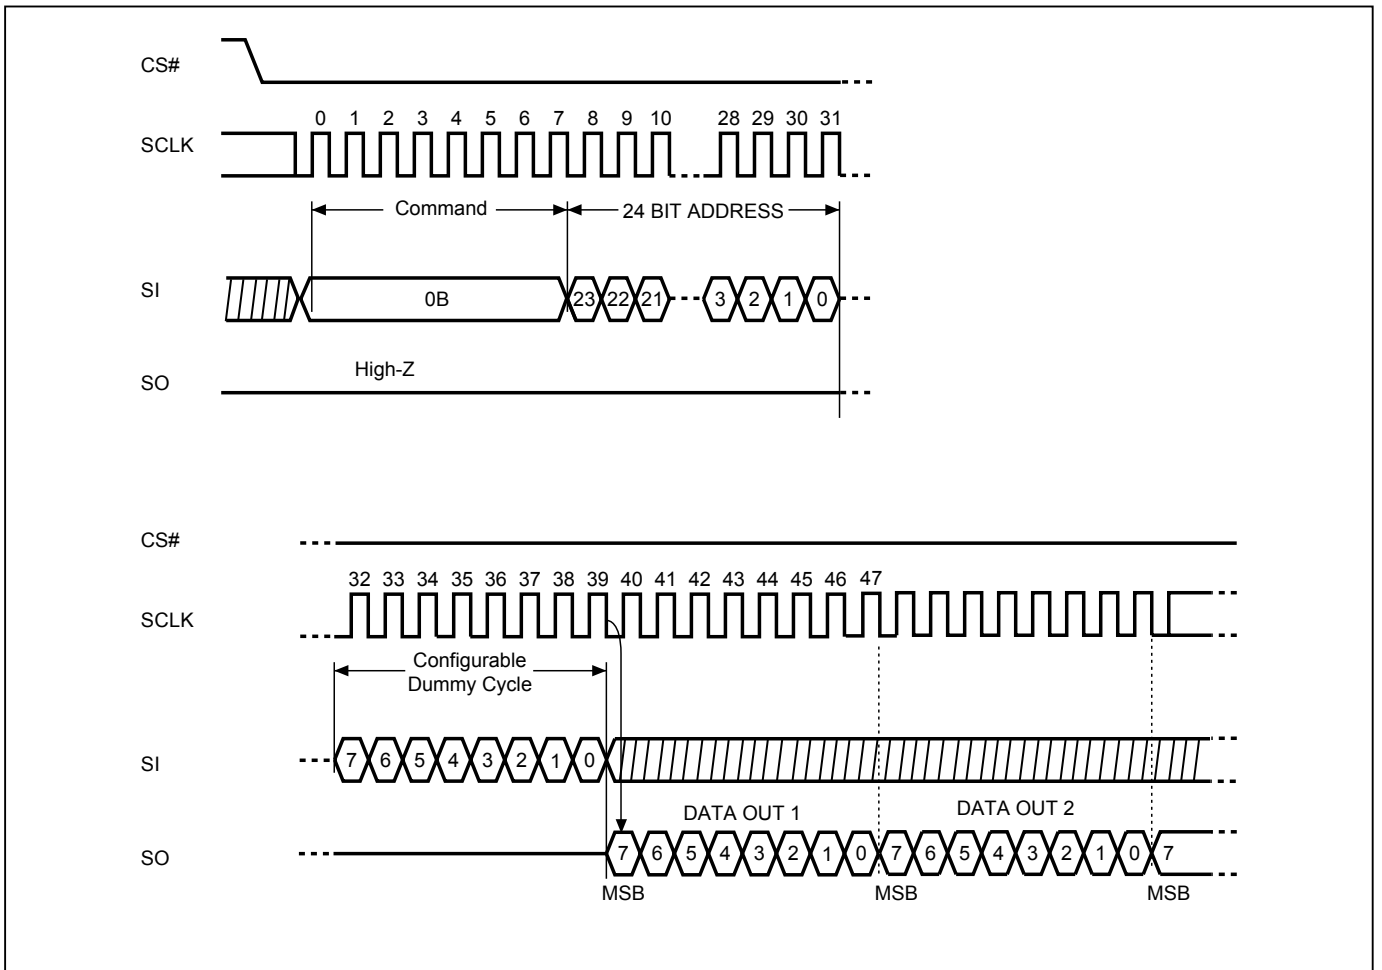 CS#
0 1 2 3 4 5 6 7 8 9 10 28 29 30 31
SCLK
Command 24 BIT ADDRESS
SI 0B 23 22 21 3 2 1 0
High-Z
SO
CS#
32 33 34 35 36 37 38 39 40 41 42 43 44 45 46 47
SCLK
Configurable
Dummy Cycle
SI 7 6 5 4 3 2 1 0
DATA OUT 1 DATA OUT 2
SO 7 6 5 4 3 2 1 0 7 6 5 4 3 2 1 0 7
MSB MSB MSB